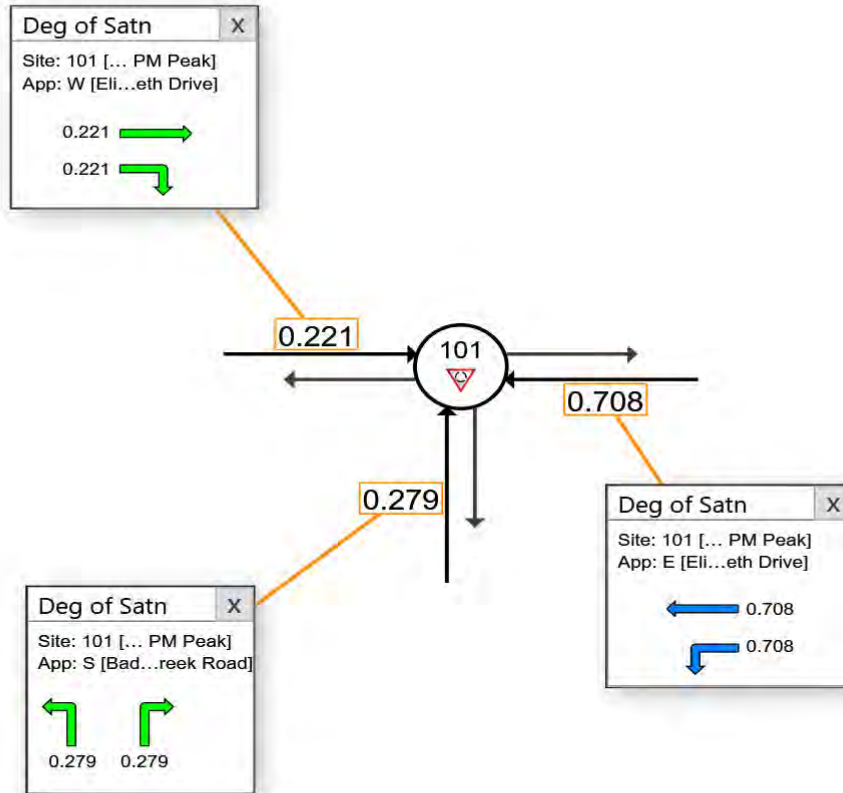 Deg of Satn X
Site: 101 [... PM Peak]
App: W [Eli...eth Drive]
0.221
0.221
0.221
101
0.708
0.279
Deg of Satn X
Site: 101 [... PM Peak]
App: E [Eli...eth Drive]
0.708
0.708
Deg of Satn X
Site: 101 [... PM Peak]
App: S [Bad...reek Road]
0.279 0.279